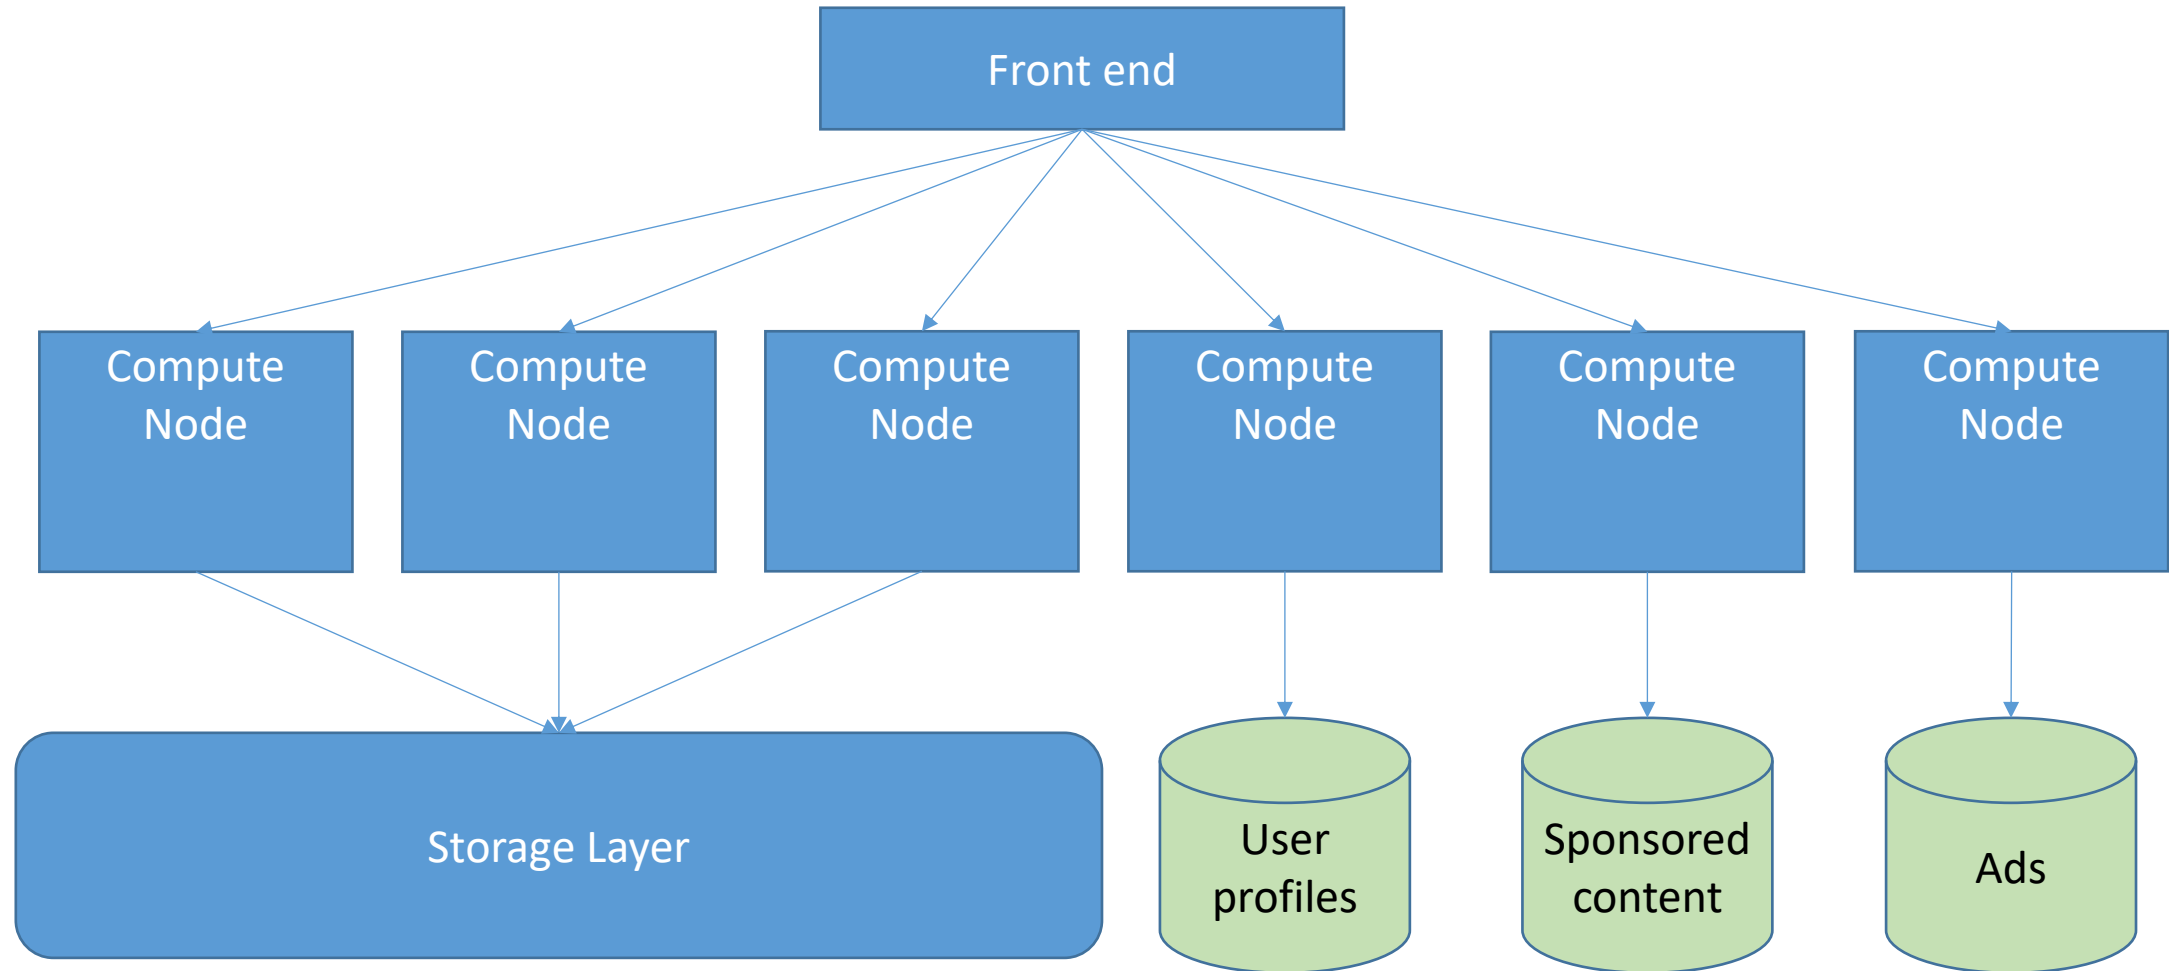 Front end
Compute
Node
Compute
Node
Compute
Node
Compute
Node
Compute
Node
Compute
Node
Storage Layer
User
profiles
Sponsored
content
Ads